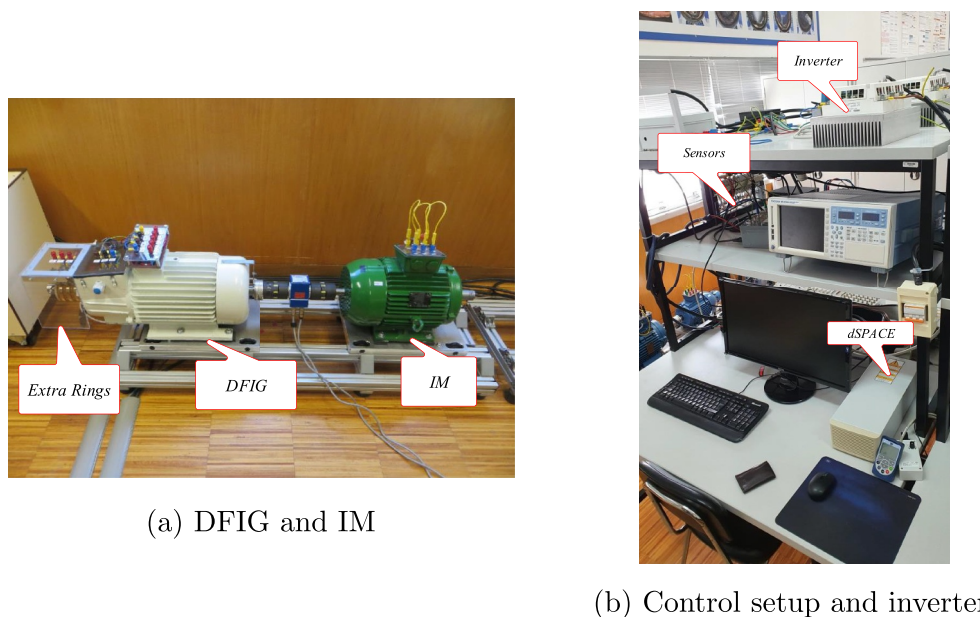 Extra Rings
DFIG
IM
(a) DFIG and IM
Inverter
Sensors
dSPACE
(b) Control setup and inverter